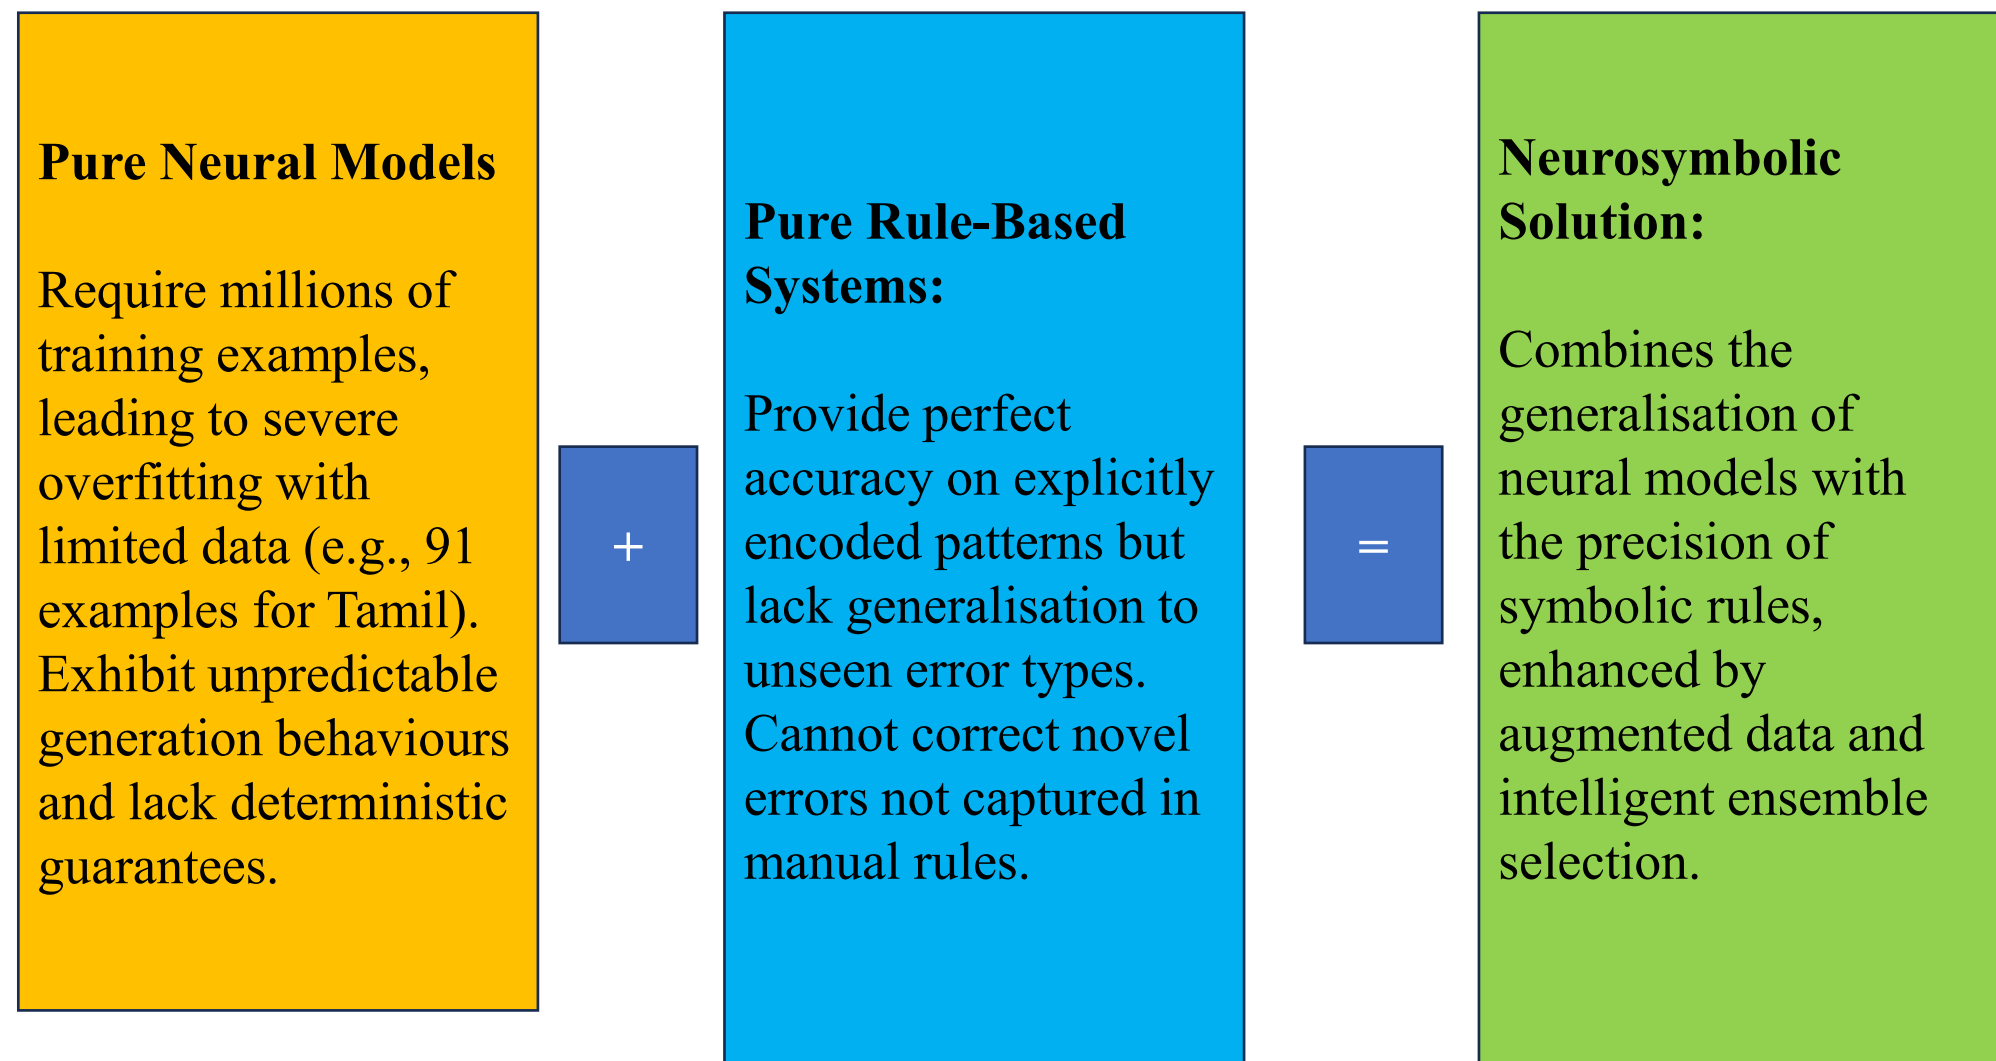 Pure Neural Models
Require millions of
training examples,
leading to severe
overfitting with
limited data (e.g., 91
examples for Tamil).
Exhibit unpredictable
generation behaviours
and lack deterministic
guarantees.
+
Pure Rule-Based
Systems:
Provide perfect
accuracy on explicitly
encoded patterns but
lack generalisation to
unseen error types.
Cannot correct novel
errors not captured in
manual rules.
=
Neurosymbolic
Solution:
Combines the
generalisation of
neural models with
the precision of
symbolic rules,
enhanced by
augmented data and
intelligent ensemble
selection.